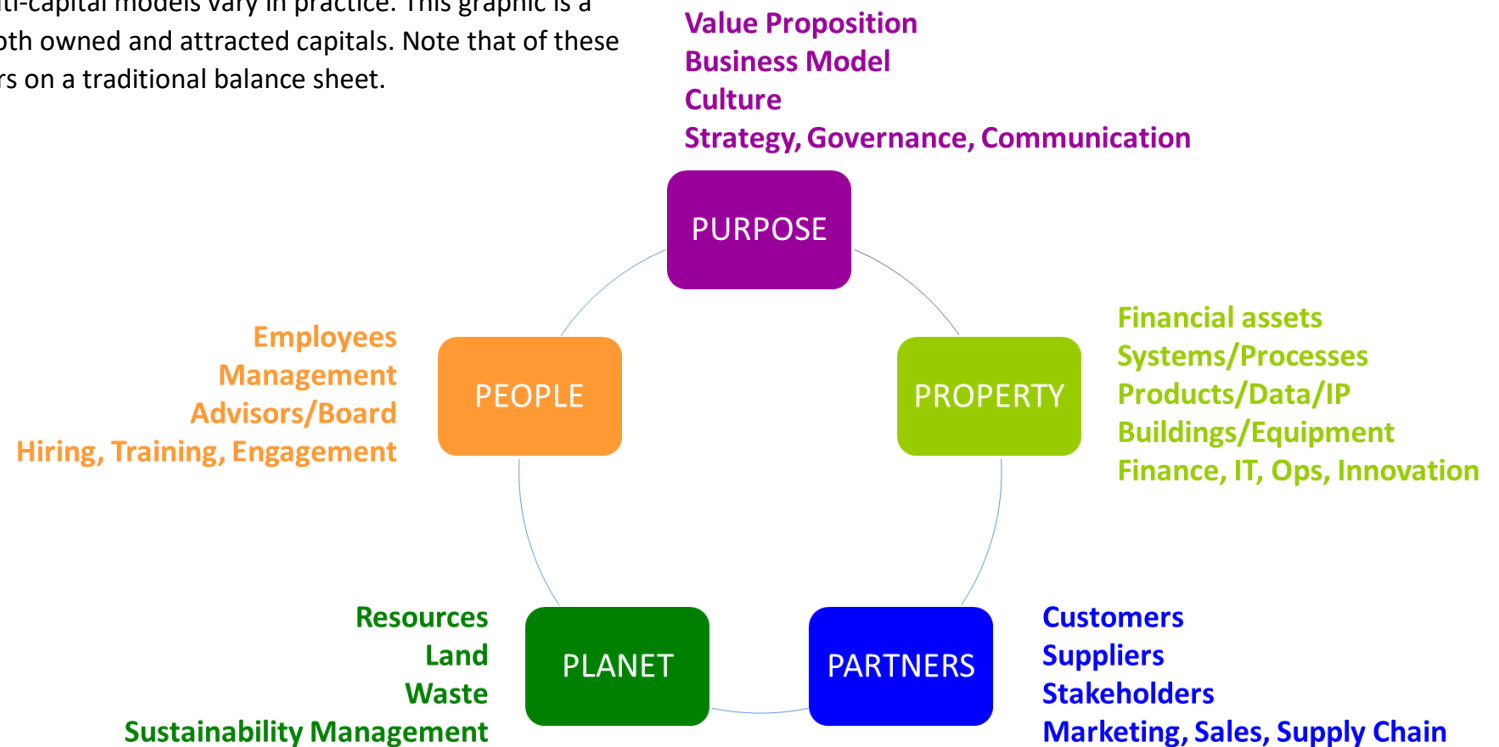 ti-capital models vary in practice. This graphic is a
oth owned and attracted capitals. Note that of these
rs on a traditional balance sheet.
Value Proposition
Business Model
Culture
Strategy, Governance, Communication
PURPOSE
Employees
Management
Advisors/Board
Hiring, Training, Engagement
PEOPLE
PROPERTY
Financial assets
Systems/Processes
Products/Data/IP
Buildings/Equipment
Finance, IT, Ops, Innovation
Resources
Land
Waste
Sustainability Management
PLANET
PARTNERS
Customers
Suppliers
Stakeholders
Marketing, Sales, Supply Chain